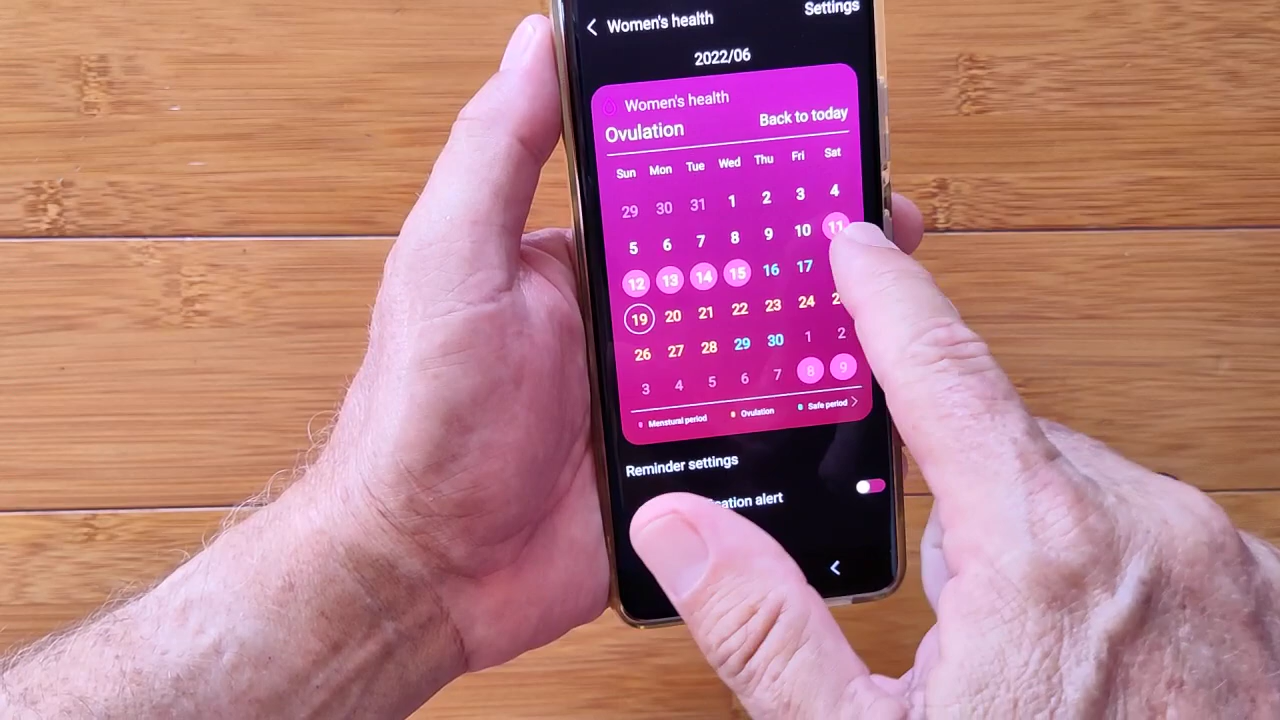 Women's health
Settings
2022/06
Women's health
Ovulation
Back to today
Sun Mon Tue Wed Thu Fri Sat
29 30 31 1 2 3 4
5 6 7 8 9 10 11
12 13 14 15 16 17
19 20 21 22 23 24
26 27 28 29 30 1 2
3 4 5 6 7 8 9
Menstural period Ovulation Safe period
Reminder settings
alert